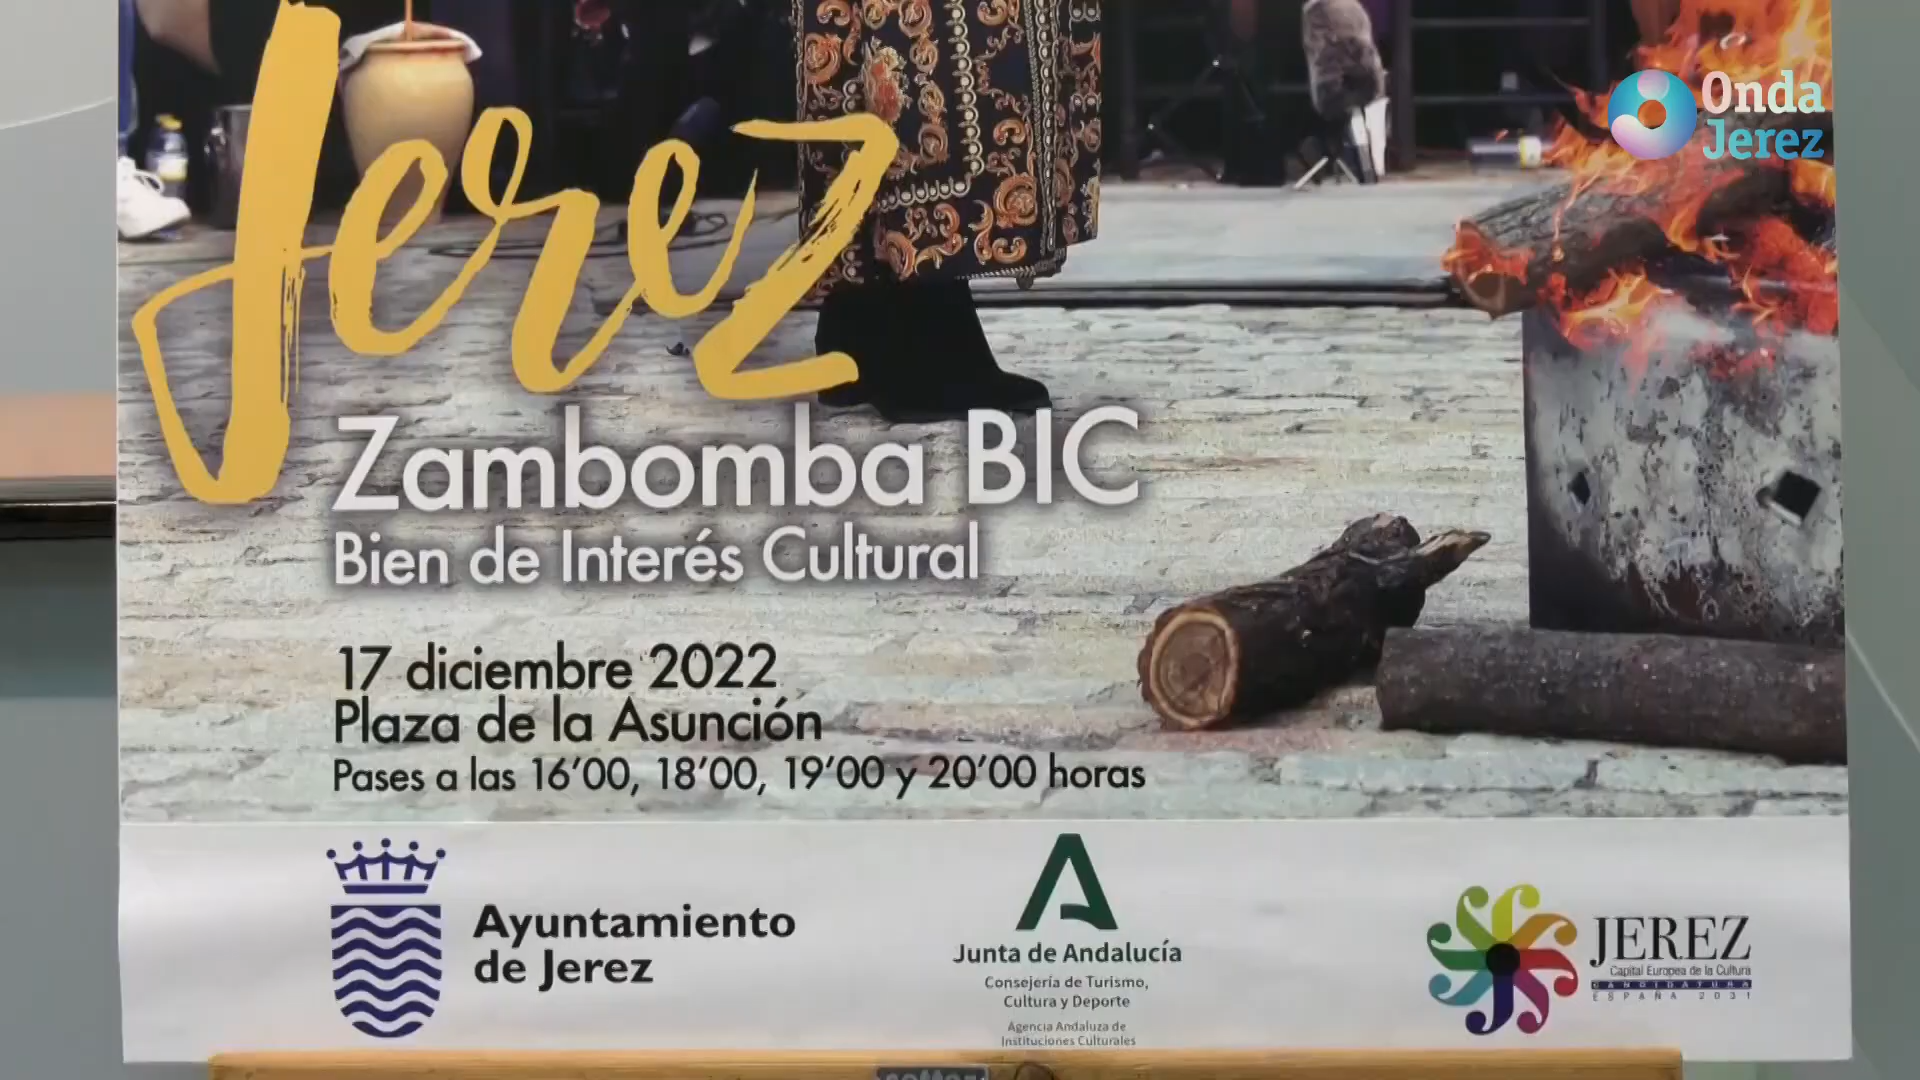 Onda
Jerez
Jerez
Zambomba BIC
Bien de Interés Cultural
17 diciembre 2022
Plaza de la Asunción
Pases a las 16'00, 18'00, 19'00 y 20'00 horas
Ayuntamiento
de Jerez
Junta de Andalucía
Consejería de Turismo,
Cultura y Deporte
Agencia Andaluza de
Instituciones Culturales
JEREZ
Capital Europea de la Cultura
CANDIDATURA
ESPAÑA 2031